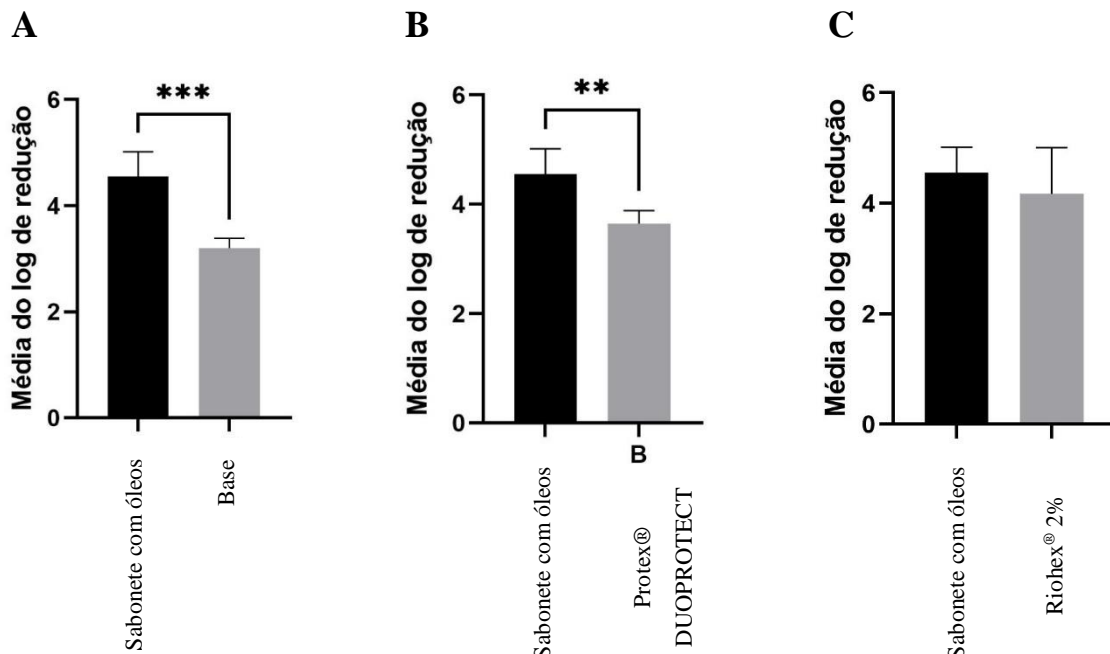 A
Média do log de redução
6
4
2
0
***
Sabonete com óleos
Base
B
Média do log de redução
6
4
2
0
**
B
Sabonete com óleos
Protex®
DUOPROTECT
C
Média do log de redução
6
4
2
0
Sabonete com óleos
Riohex® 2%